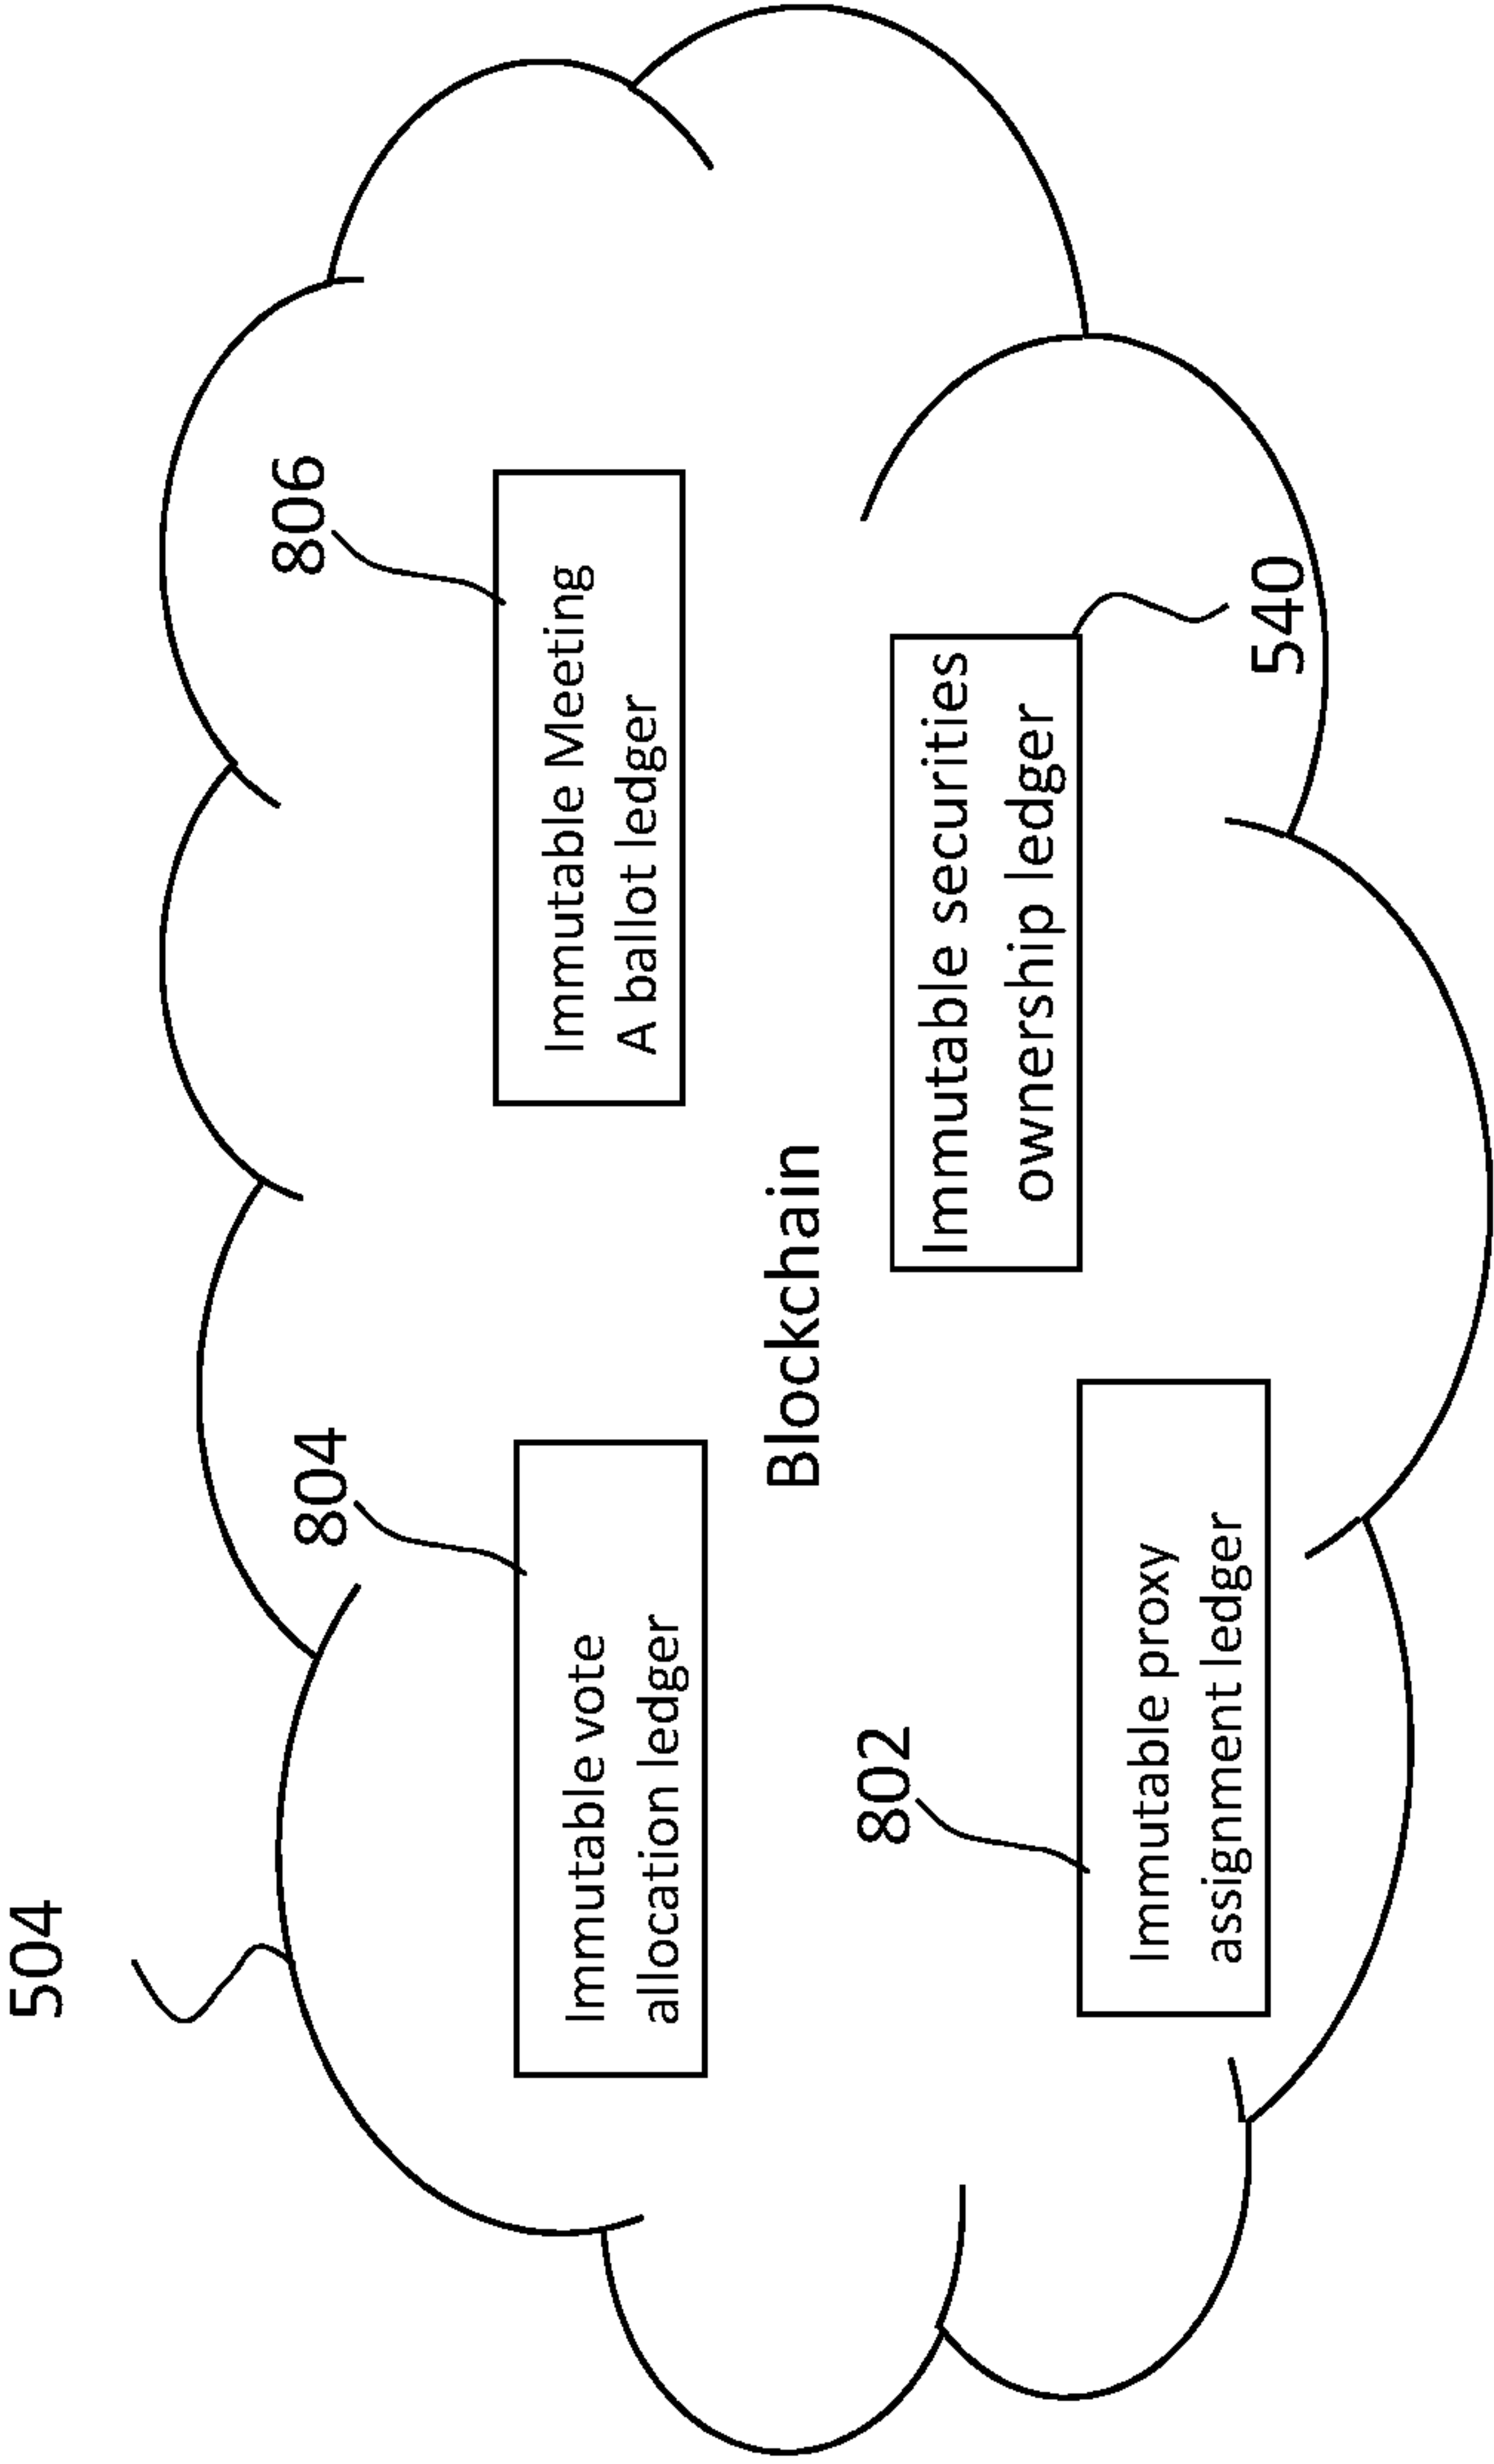 504
804
806
Immutable vote
allocation ledger
Immutable Meeting
A ballot ledger
Blockchain
802
Immutable securities
ownership ledger
Immutable proxy
assignment ledger
540